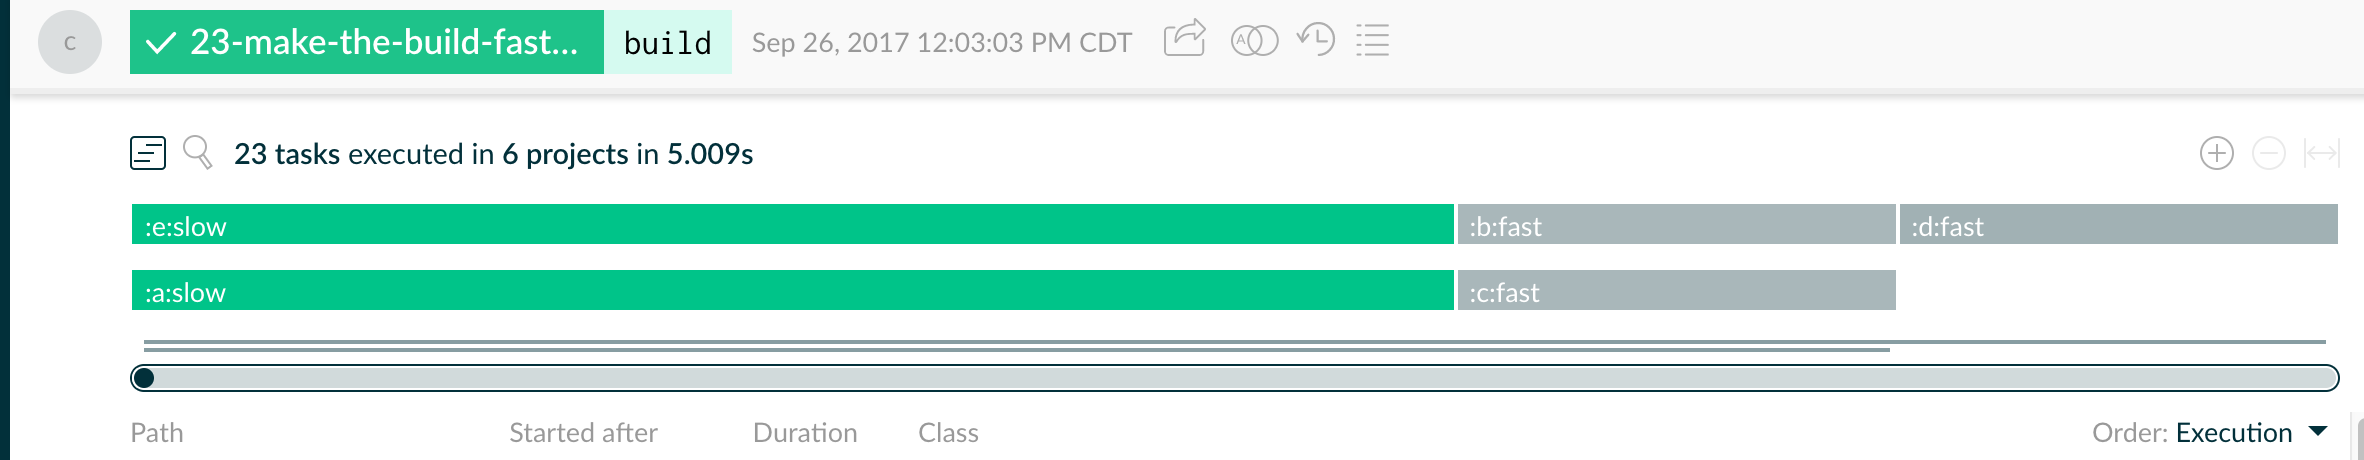 C
23-make-the-build-fast... build Sep 26, 2017 12:03:03 PM CDT A
23 tasks executed in 6 projects in 5.009s
:e:slow :b:fast :d:fast
:a:slow :c:fast
Path Started after Duration Class Order: Execution